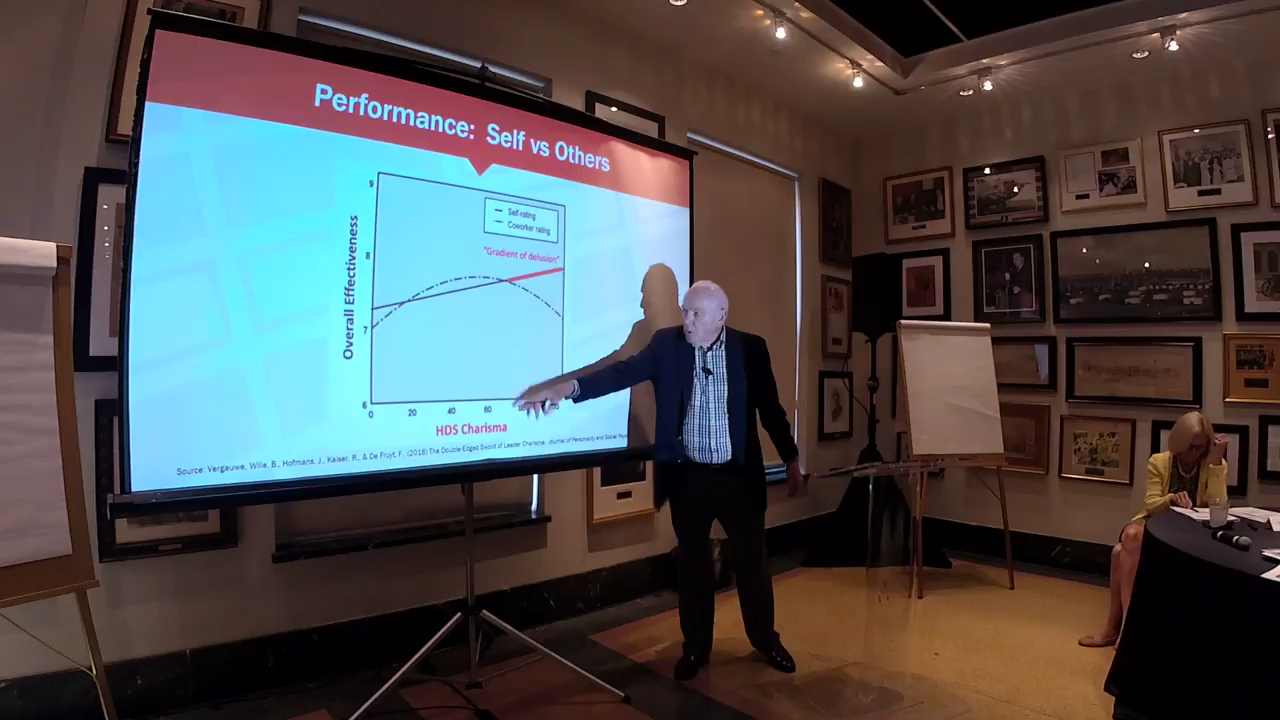 Performance: Self vs Others
9
Self-rating
Coworker rating
"Gradient of delusion"
8
Overall Effectiveness
7
6
0 20 40 60
HDS Charisma
Source: Vergauwe, Wille, B., Hofmans, J., Kaiser, R., & De Fruyt, F. (2018) The Double-Edged Sword of Leader Charisma. Journal of Personality and Social